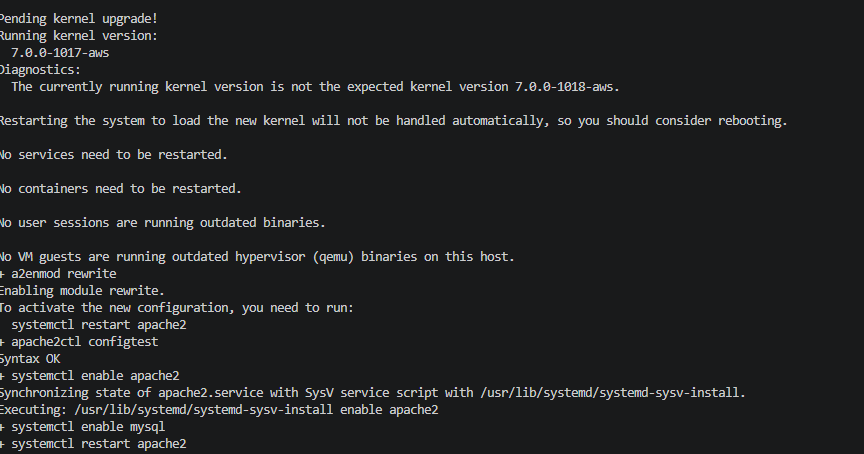 Pending kernel upgrade!
Running kernel version:
  7.0.0-1017-aws
Diagnostics:
  The currently running kernel version is not the expected kernel version 7.0.0-1018-aws.
Restarting the system to load the new kernel will not be handled automatically, so you should consider rebooting.
No services need to be restarted.
No containers need to be restarted.
No user sessions are running outdated binaries.
No VM guests are running outdated hypervisor (qemu) binaries on this host.
+ a2enmod rewrite
Enabling module rewrite.
To activate the new configuration, you need to run:
  systemctl restart apache2
+ apache2ctl configtest
Syntax OK
+ systemctl enable apache2
Synchronizing state of apache2.service with SysV service script with /usr/lib/systemd/systemd-sysv-install.
Executing: /usr/lib/systemd/systemd-sysv-install enable apache2
+ systemctl enable mysql
+ systemctl restart apache2